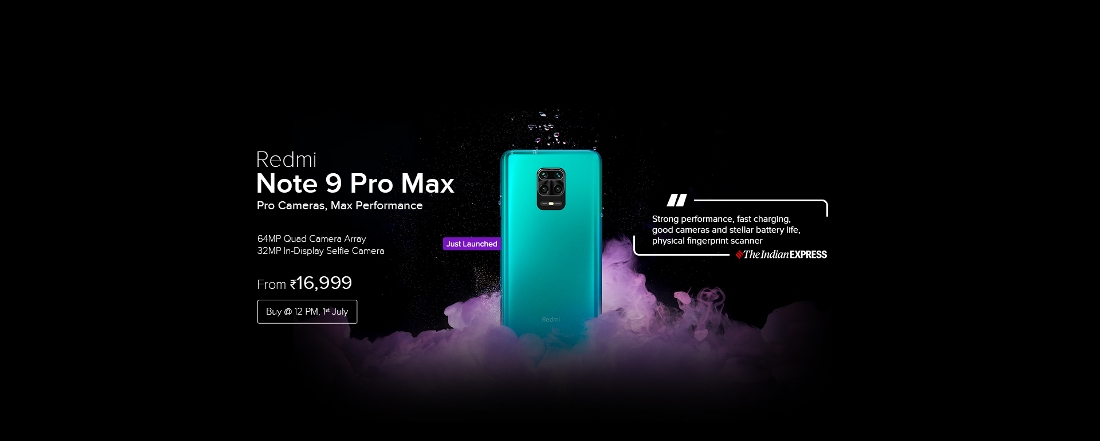 Redmi
Note 9 Pro Max
Pro Cameras, Max Performance
64MP Quad Camera Array
32MP In-Display Selfie Camera
From ₹16,999
Buy @ 12 PM, 1st July
Just Launched
Redmi
Strong performance, fast charging,
good cameras and stellar battery life,
physical fingerprint scanner
The Indian EXPRESS